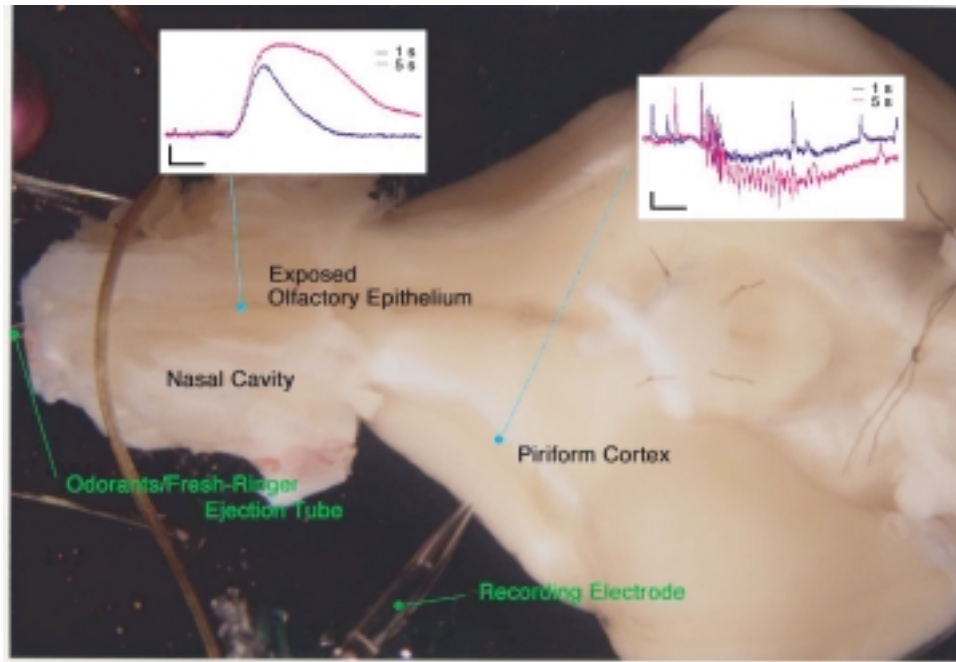 1 s
5 s
1 s
5 s
Exposed
Olfactory Epithelium
Nasal Cavity
Piriform Cortex
Odorants/Fresh-Ringer
Ejection Tube
Recording Electrode